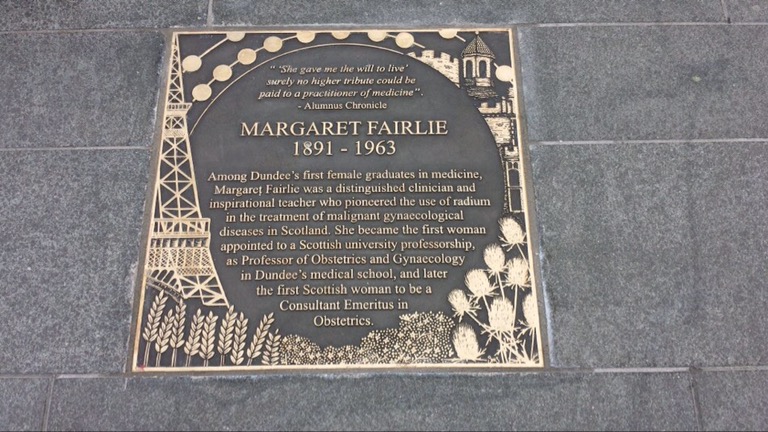 " 'She gave me the will to live'
surely no higher tribute could be
paid to a practitioner of medicine".
- Alumnus Chronicle
MARGARET FAIRLIE
1891 - 1963
Among Dundee's first female graduates in medicine,
Margaret Fairlie was a distinguished clinician and
inspirational teacher who pioneered the use of radium
in the treatment of malignant gynaecological
diseases in Scotland. She became the first woman
appointed to a Scottish university professorship,
as Professor of Obstetrics and Gynaecology
in Dundee's medical school, and later
the first Scottish woman to be a
Consultant Emeritus in
Obstetrics.